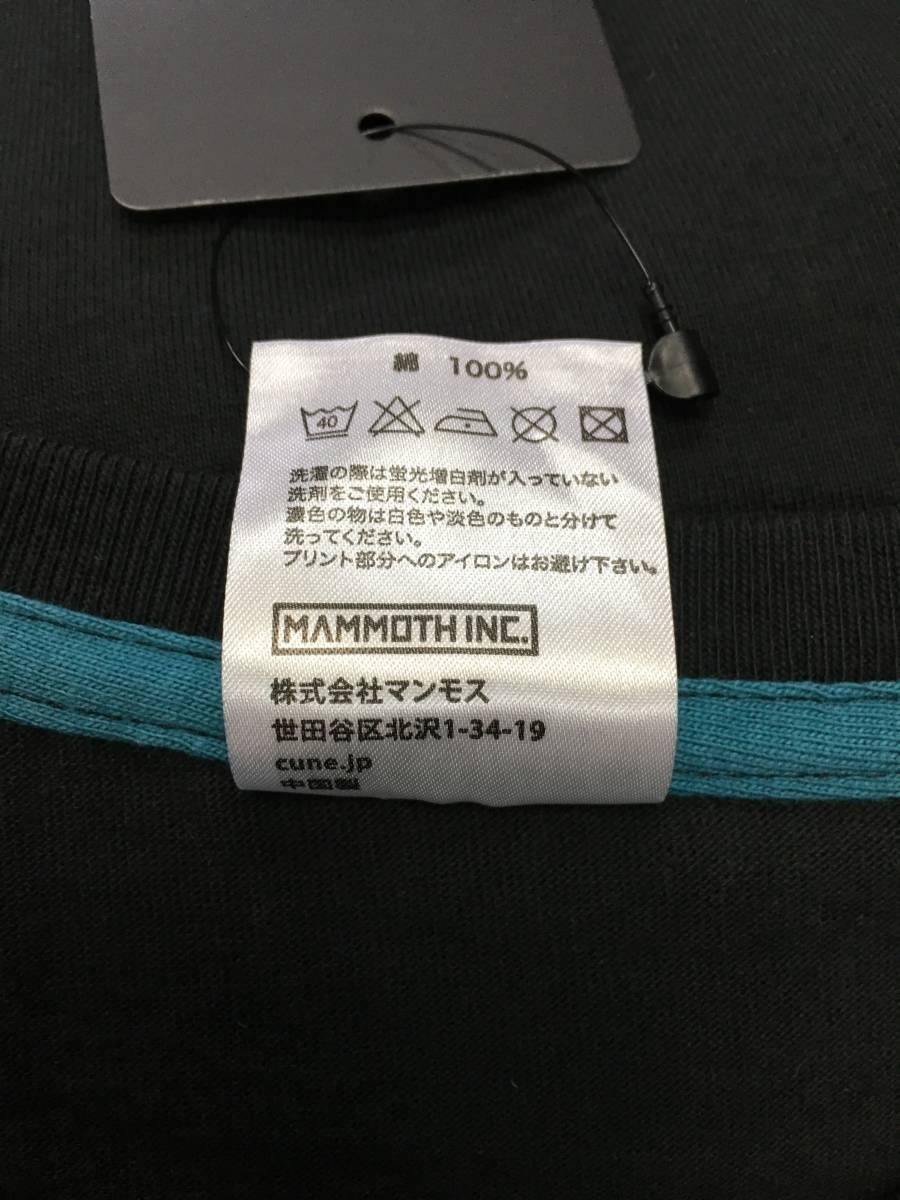 綿 100%
40
洗濯の際は蛍光増白剤が入っていない
洗剤をご使用ください。
濃色の物は白色や淡色のものと分けて
洗ってください。
プリント部分へのアイロンはお避け下さい。
MAMMOTH INC.
株式会社マンモス
世田谷区北沢1-34-19
cune.jp
中国製